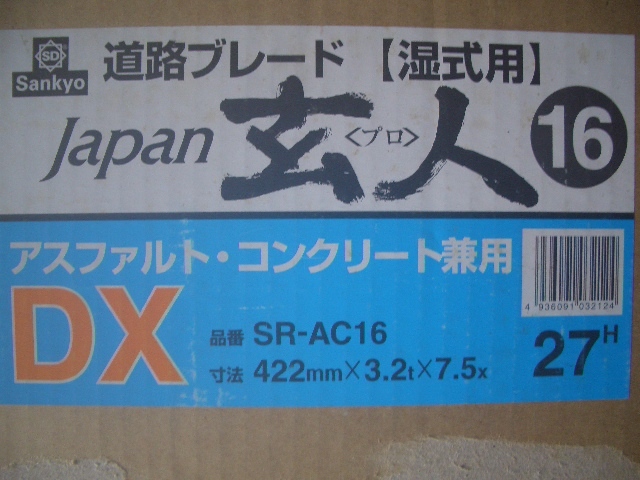 SD
Sankyo
道路ブレード【湿式用】
Japan 玄人 16
<プロ>
アスファルト・コンクリート兼用
DX
品番 SR-AC16
寸法 422mm×3.2t×7.5x
27H
4 936091 032124